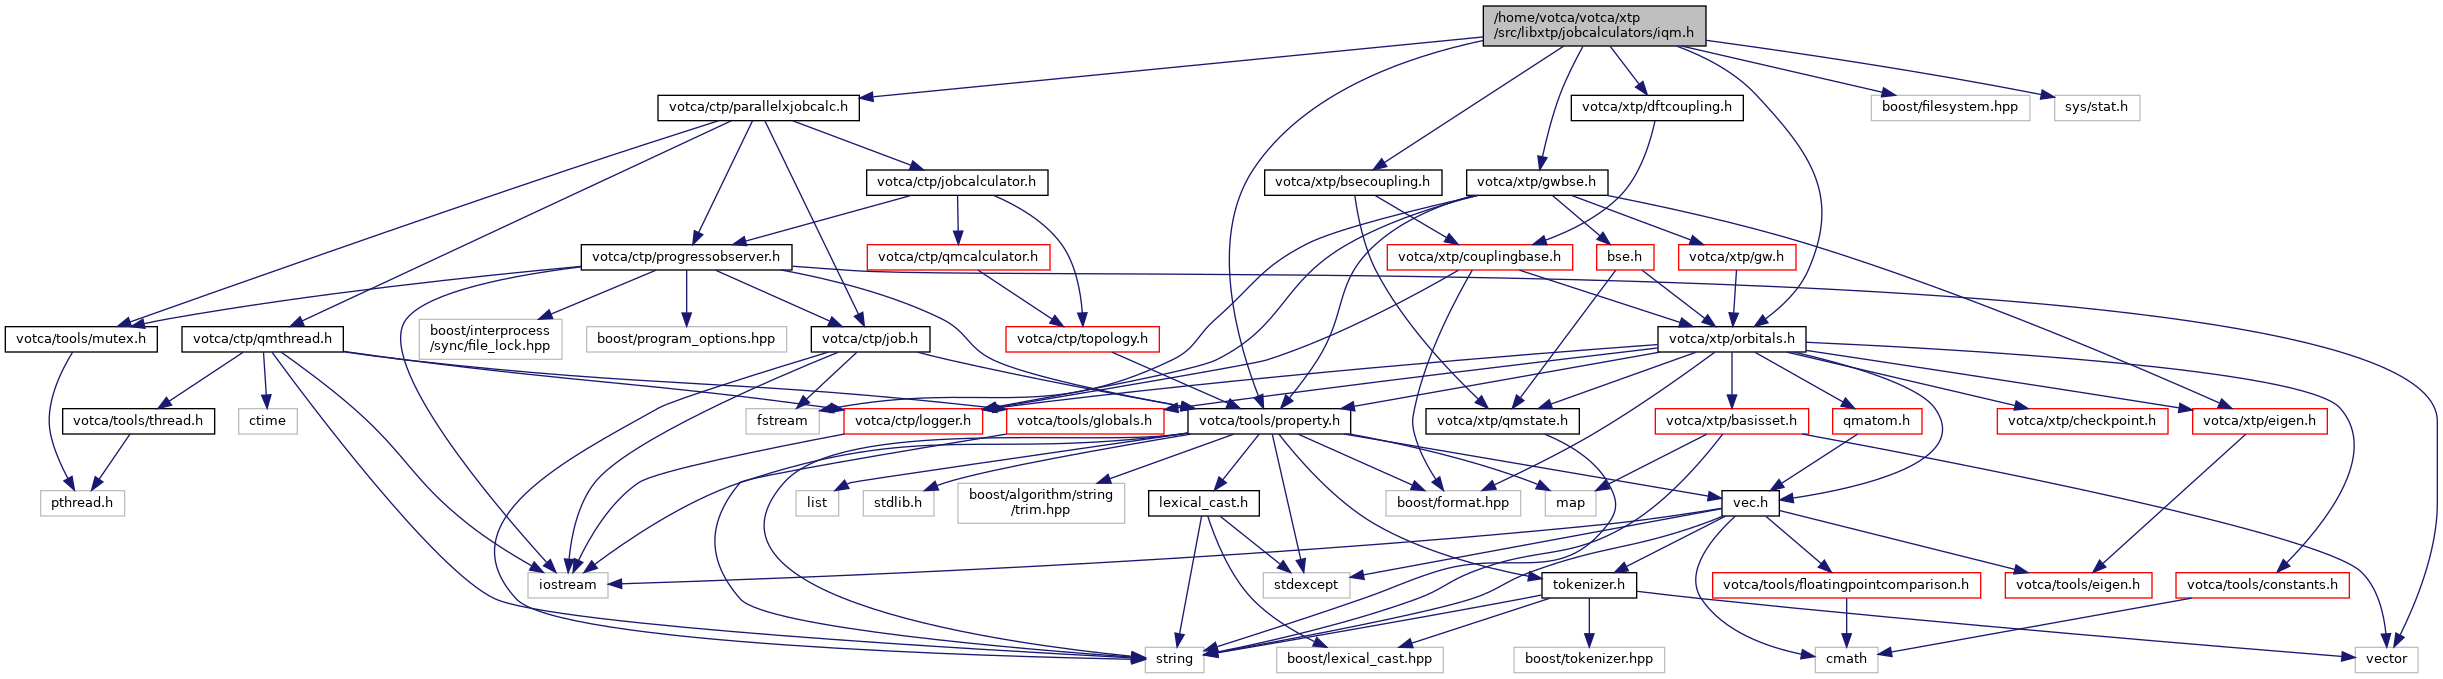 /home/votca/votca/xtp
/src/libxtp/jobcalculators/iqm.h
votca/ctp/parallelxjobcalc.h
votca/xtp/dftcoupling.h
boost/filesystem.hpp
sys/stat.h
votca/ctp/jobcalculator.h
votca/xtp/bsecoupling.h
votca/xtp/gwbse.h
votca/ctp/progressobserver.h
votca/ctp/qmcalculator.h
votca/xtp/couplingbase.h
bse.h
votca/xtp/gw.h
votca/tools/mutex.h
votca/ctp/qmthread.h
boost/interprocess
/sync/file_lock.hpp
boost/program_options.hpp
votca/ctp/job.h
votca/ctp/topology.h
votca/xtp/orbitals.h
votca/tools/thread.h
ctime
fstream
votca/ctp/logger.h
votca/tools/globals.h
votca/tools/property.h
votca/xtp/qmstate.h
votca/xtp/basisset.h
qmatom.h
votca/xtp/checkpoint.h
votca/xtp/eigen.h
pthread.h
list
stdlib.h
boost/algorithm/string
/trim.hpp
lexical_cast.h
boost/format.hpp
map
vec.h
iostream
stdexcept
tokenizer.h
votca/tools/floatingpointcomparison.h
votca/tools/eigen.h
votca/tools/constants.h
string
boost/lexical_cast.hpp
boost/tokenizer.hpp
cmath
vector